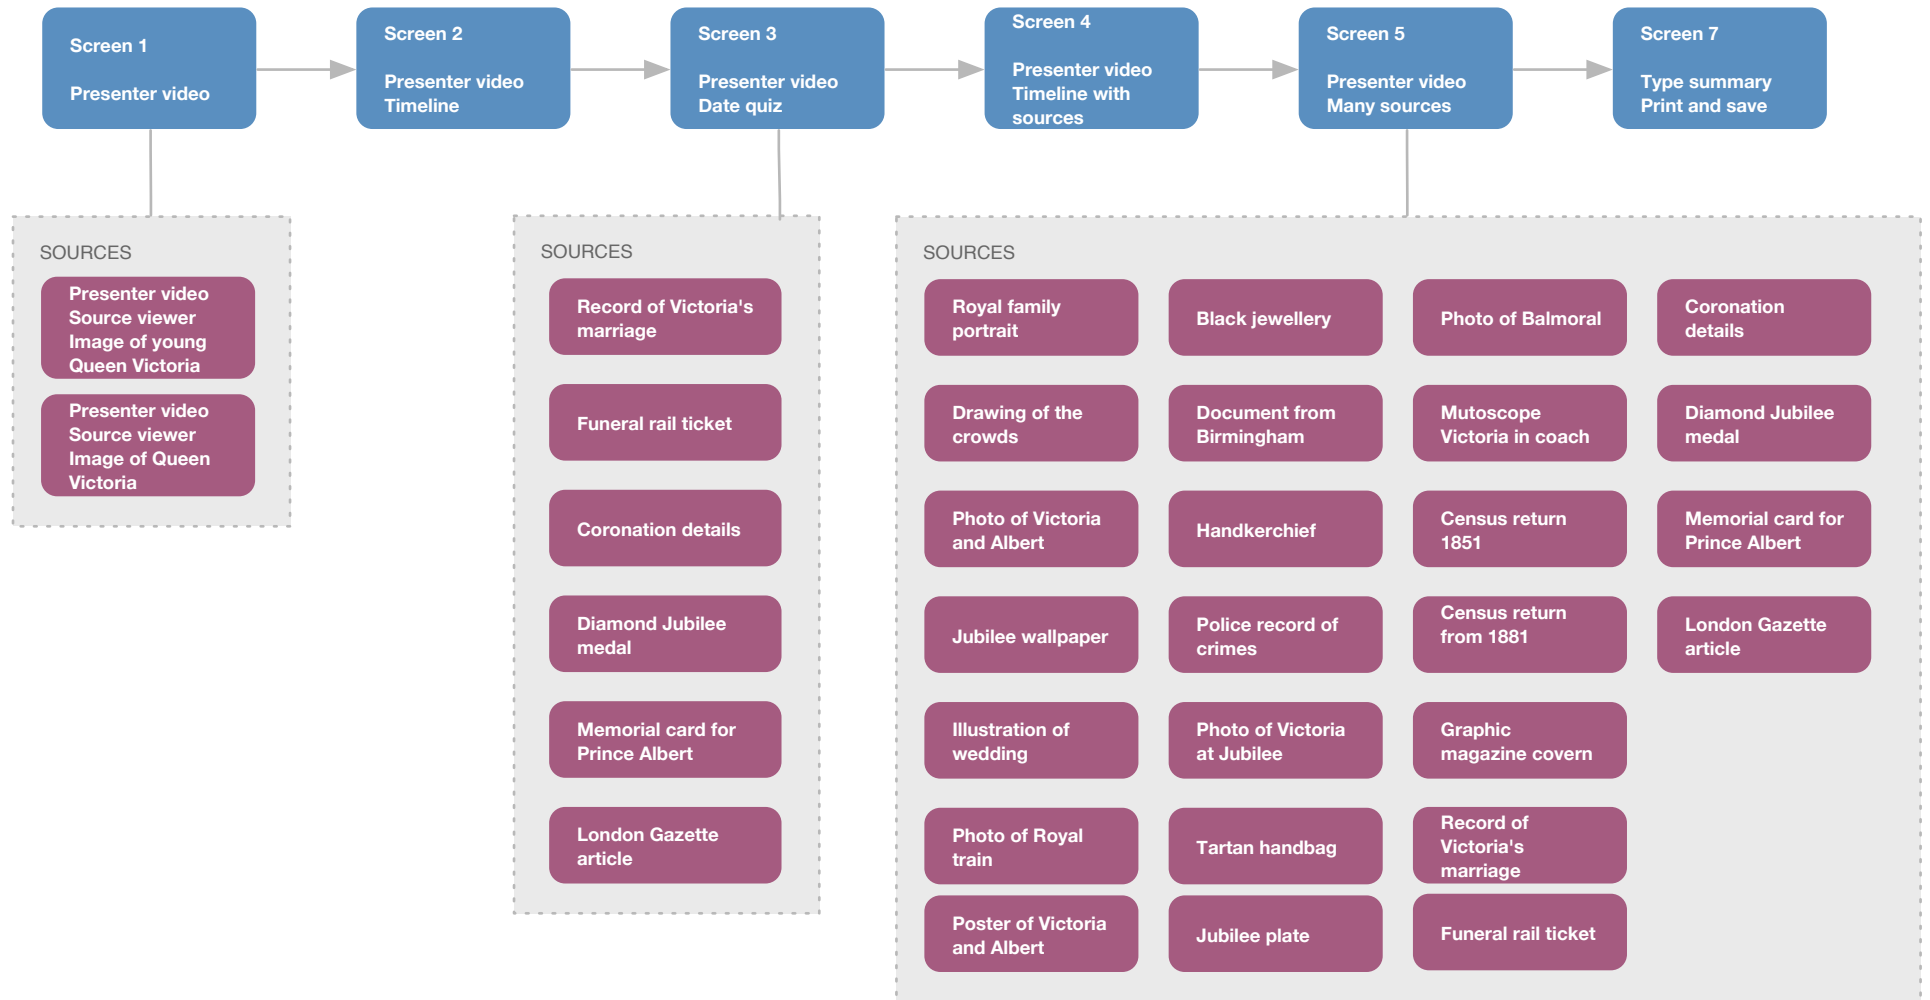 Screen 1
Presenter video
Screen 2
Presenter video
Timeline
Screen 3
Presenter video
Date quiz
Screen 4
Presenter video
Timeline with
sources
Screen 5
Presenter video
Many sources
Screen 7
Type summary
Print and save
SOURCES
Presenter video
Source viewer
Image of young
Queen Victoria
Presenter video
Source viewer
Image of Queen
Victoria
SOURCES
Record of Victoria's
marriage
Funeral rail ticket
Coronation details
Diamond Jubilee
medal
Memorial card for
Prince Albert
London Gazette
article
SOURCES
Royal family
portrait
Drawing of the
crowds
Photo of Victoria
and Albert
Jubilee wallpaper
Illustration of
wedding
Photo of Royal
train
Poster of Victoria
and Albert
Black jewellery
Document from
Birmingham
Handkerchief
Police record of
crimes
Photo of Victoria
at Jubilee
Tartan handbag
Jubilee plate
Photo of Balmoral
Mutoscope
Victoria in coach
Census return
1851
Census return
from 1881
Graphic
magazine covern
Record of
Victoria's
marriage
Funeral rail ticket
Coronation
details
Diamond Jubilee
medal
Memorial card for
Prince Albert
London Gazette
article